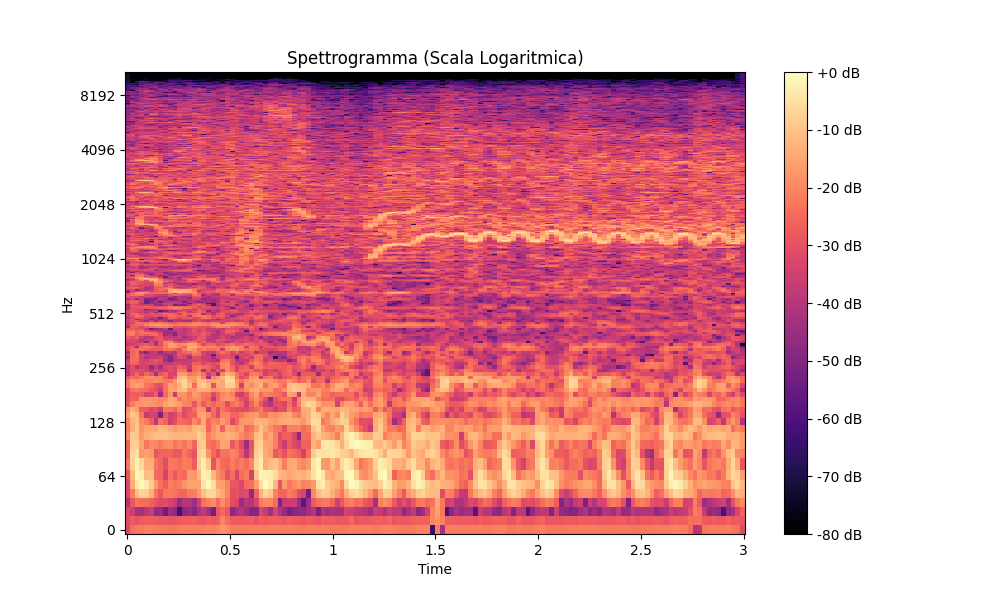 Spettrogramma (Scala Logaritmica)
Hz
8192
4096
2048
1024
512
256
128
64
0
0
0.5
1
1.5
2
2.5
3
Time
+0 dB
-10 dB
-20 dB
-30 dB
-40 dB
-50 dB
-60 dB
-70 dB
-80 dB